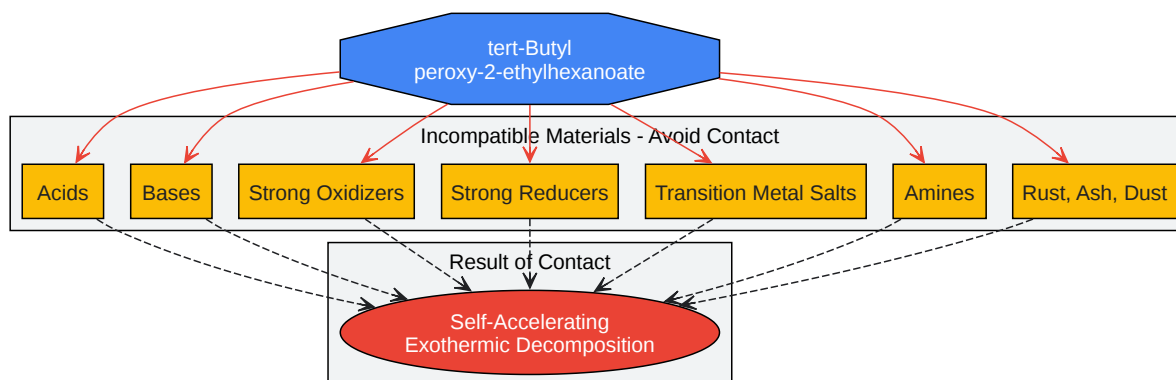 tert-Butyl
peroxy-2-ethylhexanoate
Incompatible Materials - Avoid Contact
Acids
Bases
Strong Oxidizers
Strong Reducers
Transition Metal Salts
Amines
Rust, Ash, Dust
Result of Contact
Self-Accelerating
Exothermic Decomposition